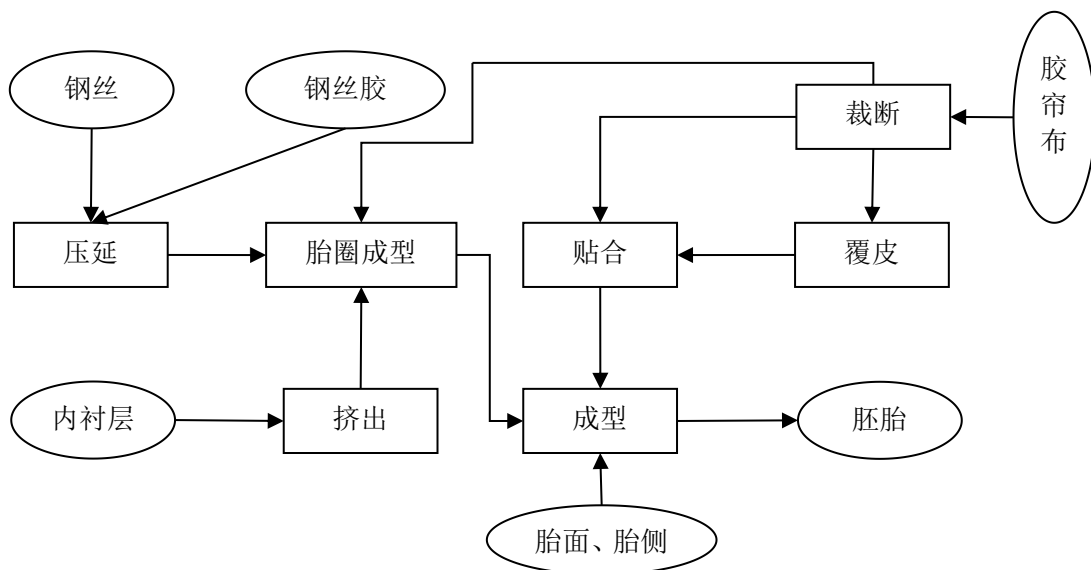 钢丝
钢丝胶
裁断
胶
帘
布
压延
胎圈成型
贴合
覆皮
内衬层
挤出
成型
胚胎
胎面、胎侧